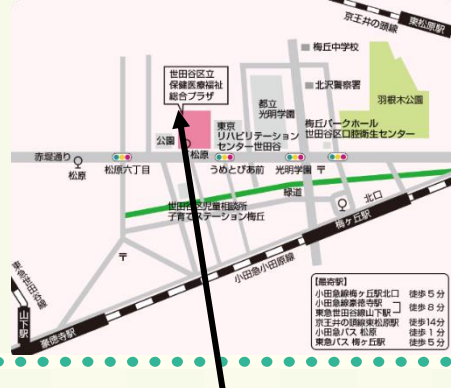 京王井の頭線
東松原駅
梅丘中学校
北沢警察署
羽根木公園
世田谷区立
保健医療福祉
総合プラザ
都立
光明学園
梅丘パークホール
世田谷区口腔衛生センター
東京
リハビリテーション
センター世田谷
公園
松原
赤堤通り
松原
松原六丁目
うめとぴあ前
光明学園
〒
緑道
北口
世田谷区児童相談所
子育てステーション梅丘
梅ヶ丘駅
〒
小田急小田原線
東急世田谷線
山下駅
豪徳寺駅
【最寄駅】
小田急線梅ヶ丘駅北口 徒歩5分
小田急線豪徳寺駅
東急世田谷線山下駅 徒歩8分
京王井の頭線東松原駅 徒歩14分
小田急バス 松原 徒歩1分
東急バス 梅ヶ丘駅 徒歩5分